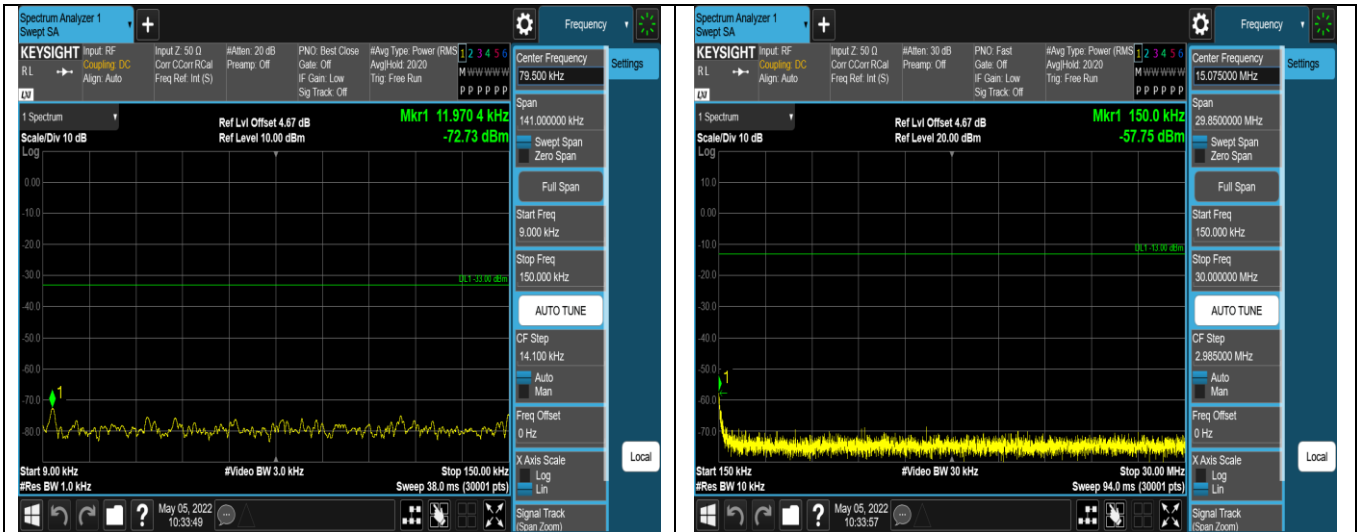 Spectrum Analyzer 1
Swept SA
+
Frequency
KEYSIGHT
Input: RF
Coupling: DC
Align: Auto
Input Z: 50 Ω
Corr CCorr RCal
Freq Ref: Int (S)
#Atten: 20 dB
Preamp: Off
PNO: Best Close
Gate: Off
IF Gain: Low
Sig Track: Off
#Avg Type: Power (RMS
Avg|Hold: 20/20
Trig: Free Run
1 2 3 4 5 6
M W W W W W
P P P P P P
R L
LXI
1 Spectrum
Scale/Div 10 dB
Log
Ref Lvl Offset 4.67 dB
Ref Level 10.00 dBm
Mkr1 11.970 4 kHz
-72.73 dBm
0.00
-10.0
-20.0
-30.0
-40.0
-50.0
-60.0
-70.0
-80.0
DL1 -33.00 dBm
1
Start 9.00 kHz
#Res BW 1.0 kHz
#Video BW 3.0 kHz
Stop 150.00 kHz
Sweep 38.0 ms (30001 pts)
Center Frequency
79.500 kHz
Settings
Span
141.000000 kHz
Swept Span
Zero Span
Full Span
Start Freq
9.000 kHz
Stop Freq
150.000 kHz
AUTO TUNE
CF Step
14.100 kHz
Auto
Man
Freq Offset
0 Hz
X Axis Scale
Log
Lin
Local
Signal Track
(Span Zoom)
?
May 05, 2022
10:33:49
Spectrum Analyzer 1
Swept SA
+
Frequency
KEYSIGHT
Input: RF
Coupling: DC
Align: Auto
Input Z: 50 Ω
Corr CCorr RCal
Freq Ref: Int (S)
#Atten: 30 dB
Preamp: Off
PNO: Fast
Gate: Off
IF Gain: Low
Sig Track: Off
#Avg Type: Power (RMS
Avg|Hold: 20/20
Trig: Free Run
1 2 3 4 5 6
M W W W W W
P P P P P P
R L
LXI
1 Spectrum
Scale/Div 10 dB
Log
Ref Lvl Offset 4.67 dB
Ref Level 20.00 dBm
Mkr1 150.0 kHz
-57.75 dBm
10.0
0.00
-10.0
-20.0
-30.0
-40.0
-50.0
-60.0
-70.0
DL1 -13.00 dBm
1
Start 150 kHz
#Res BW 10 kHz
#Video BW 30 kHz
Stop 30.00 MHz
Sweep 94.0 ms (30001 pts)
Center Frequency
15.075000 MHz
Settings
Span
29.8500000 MHz
Swept Span
Zero Span
Full Span
Start Freq
150.000 kHz
Stop Freq
30.000000 MHz
AUTO TUNE
CF Step
2.985000 MHz
Auto
Man
Freq Offset
0 Hz
X Axis Scale
Log
Lin
Local
Signal Track
(Span Zoom)
?
May 05, 2022
10:33:57